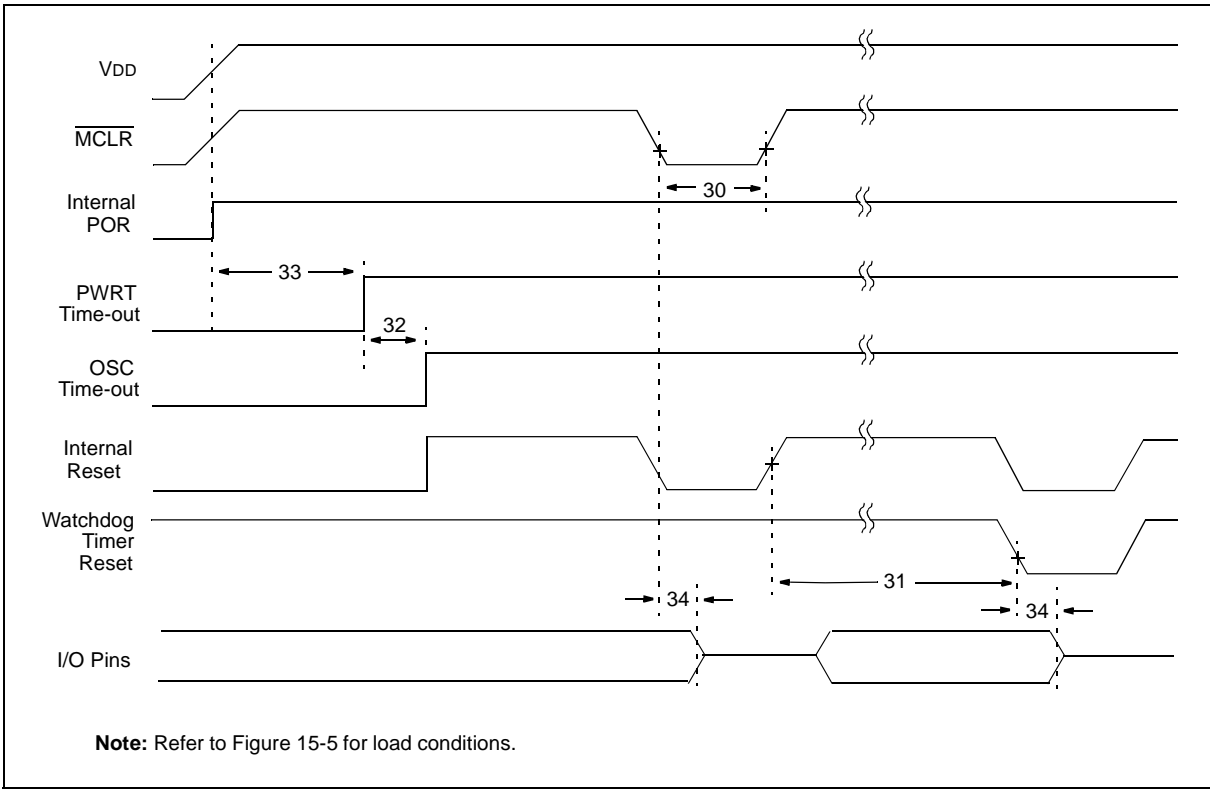 VDD
MCLR
Internal
POR
30
33
PWRT
Time-out
32
OSC
Time-out
Internal
Reset
Watchdog
Timer
Reset
31
34
34
I/O Pins
Note: Refer to Figure 15-5 for load conditions.